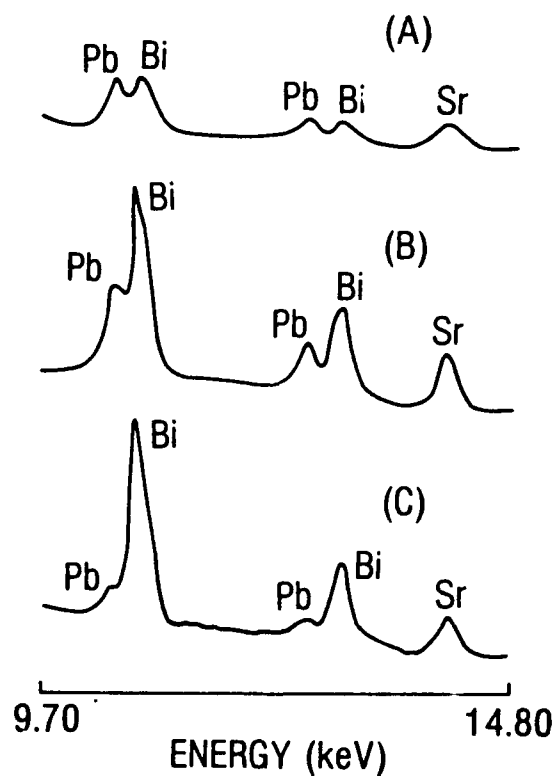 (A)
Pb Bi Pb Bi Sr
Bi
(B)
Pb Pb Bi Sr
Bi
(C)
Pb Pb Bi Sr
9.70 14.80
ENERGY (keV)